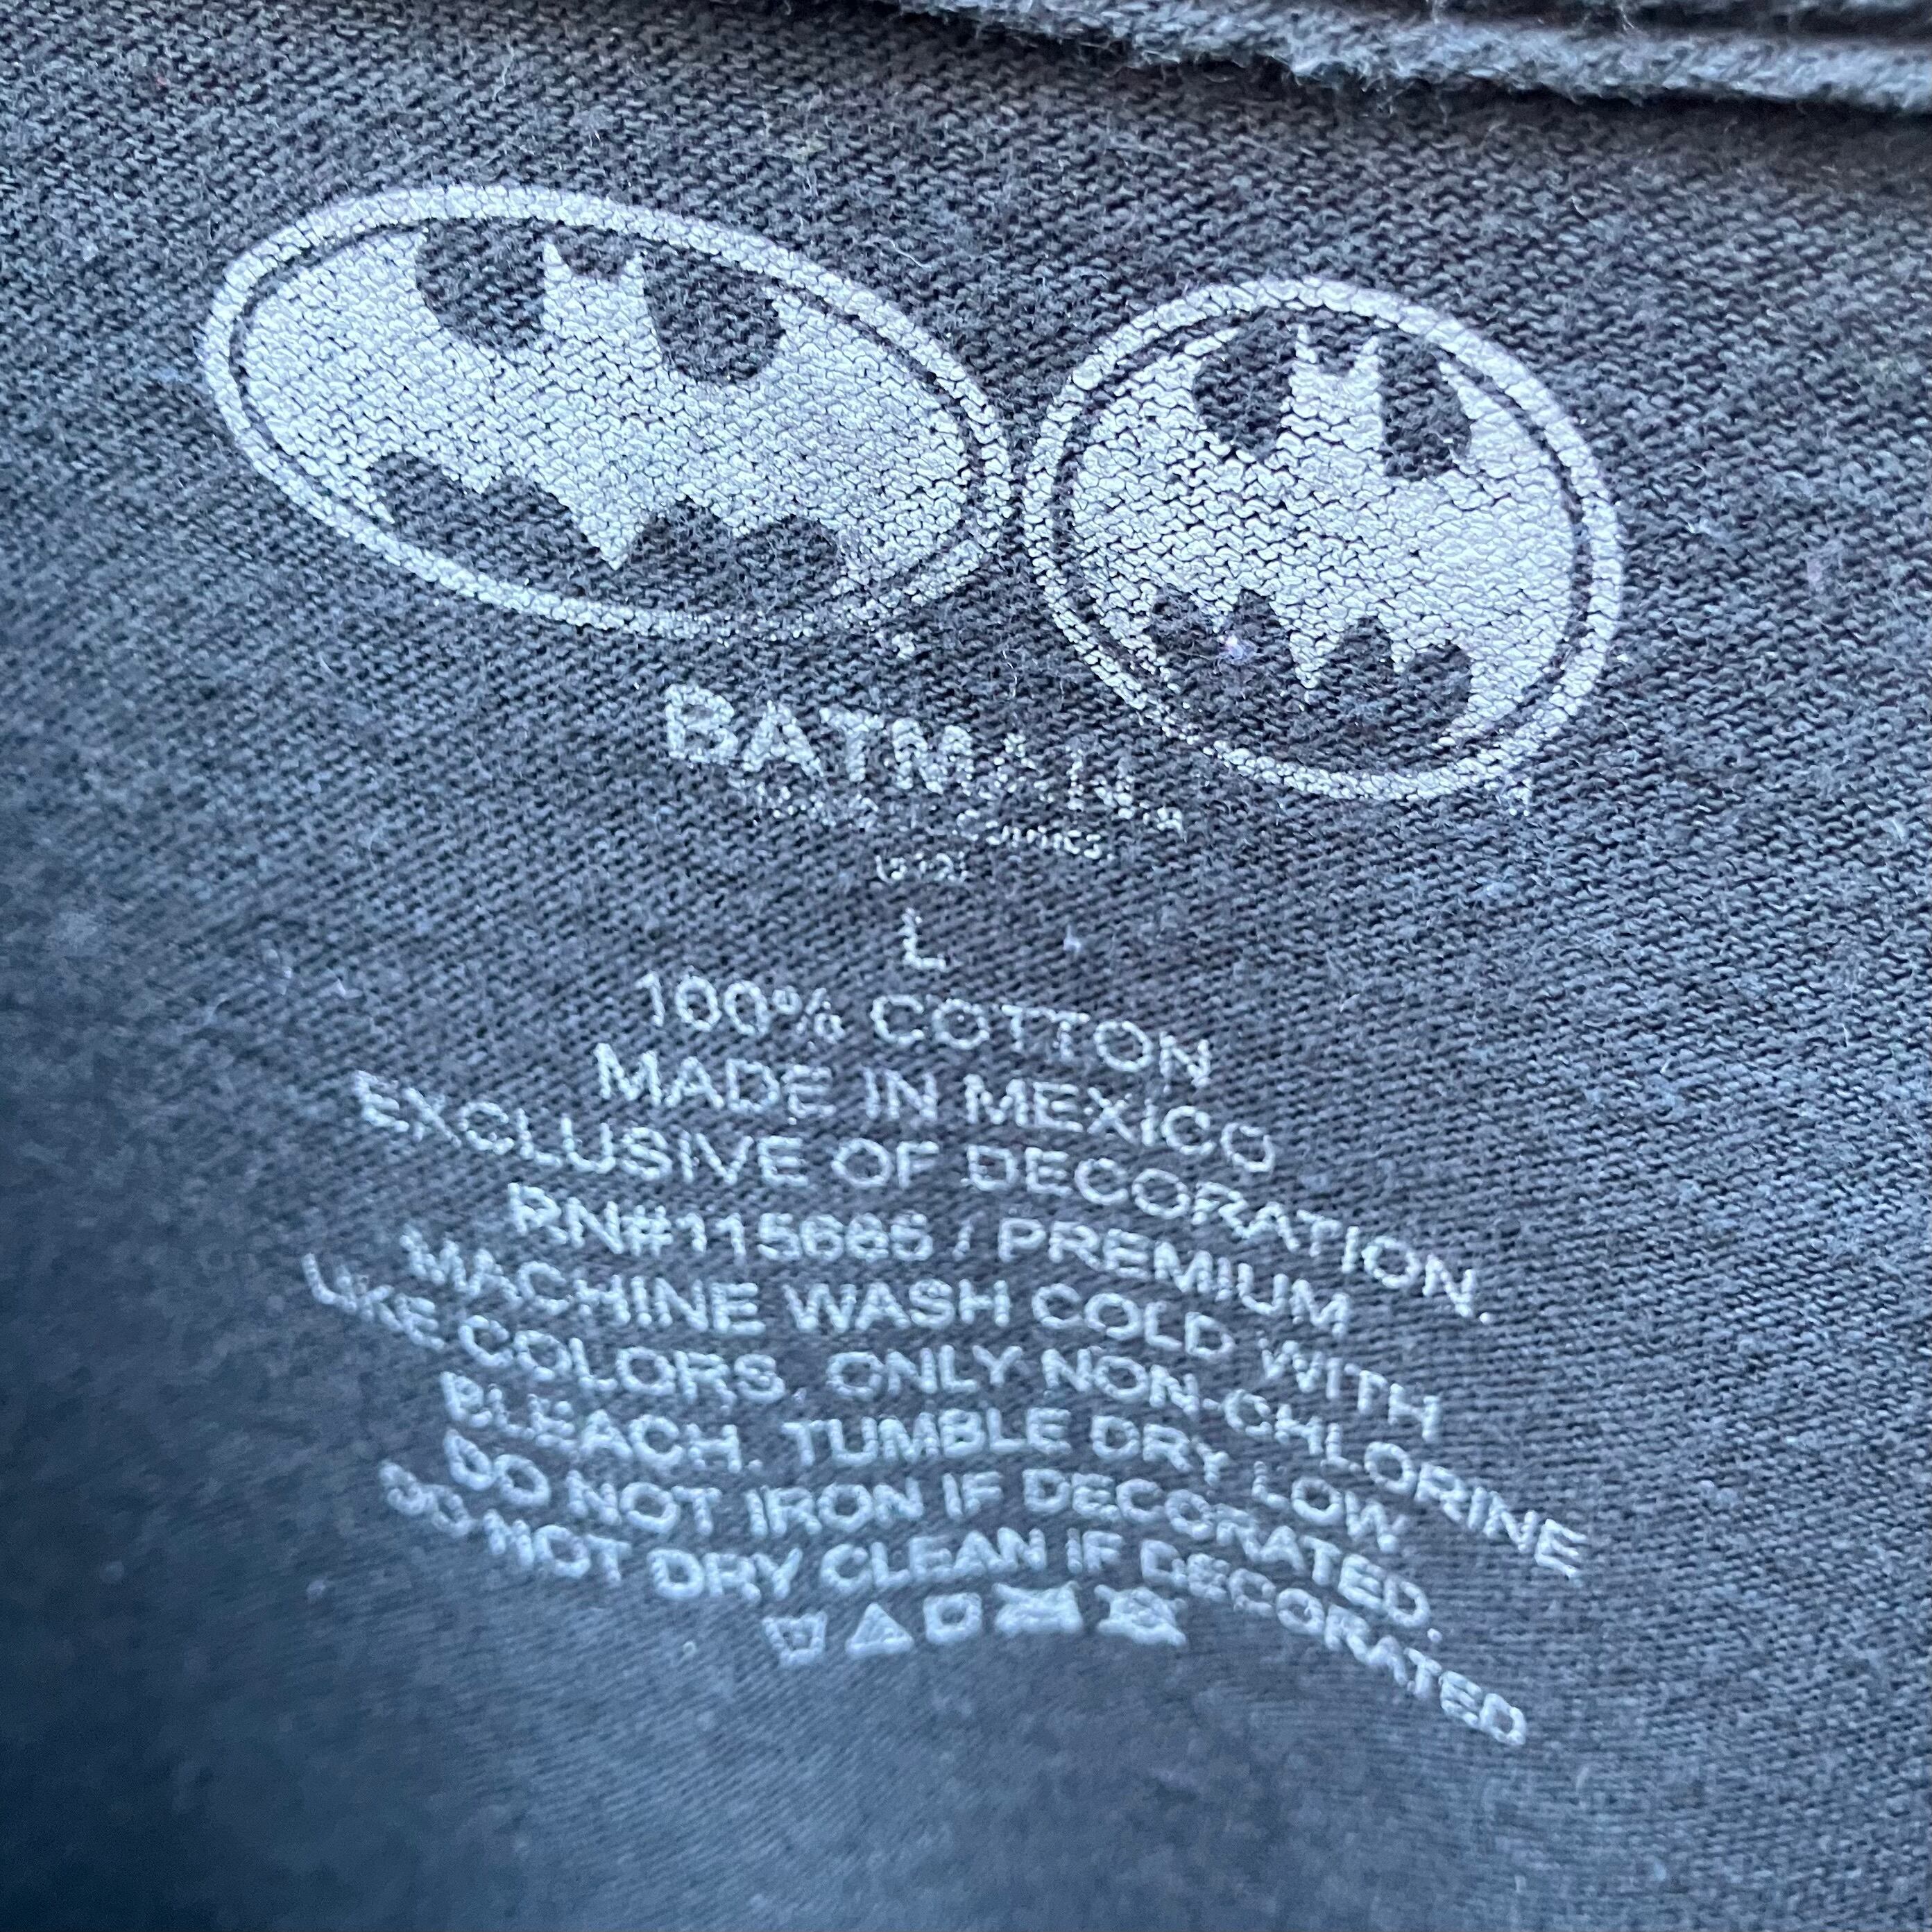 BATMAN
L
100% COTTON
MADE IN MEXICO
EXCLUSIVE OF DECORATION.
RN#115665 / PREMIUM
MACHINE WASH COLD WITH
LIKE COLORS, ONLY NON-CHLORINE
BLEACH. TUMBLE DRY LOW.
DO NOT IRON IF DECORATED.
DO NOT DRY CLEAN IF DECORATED